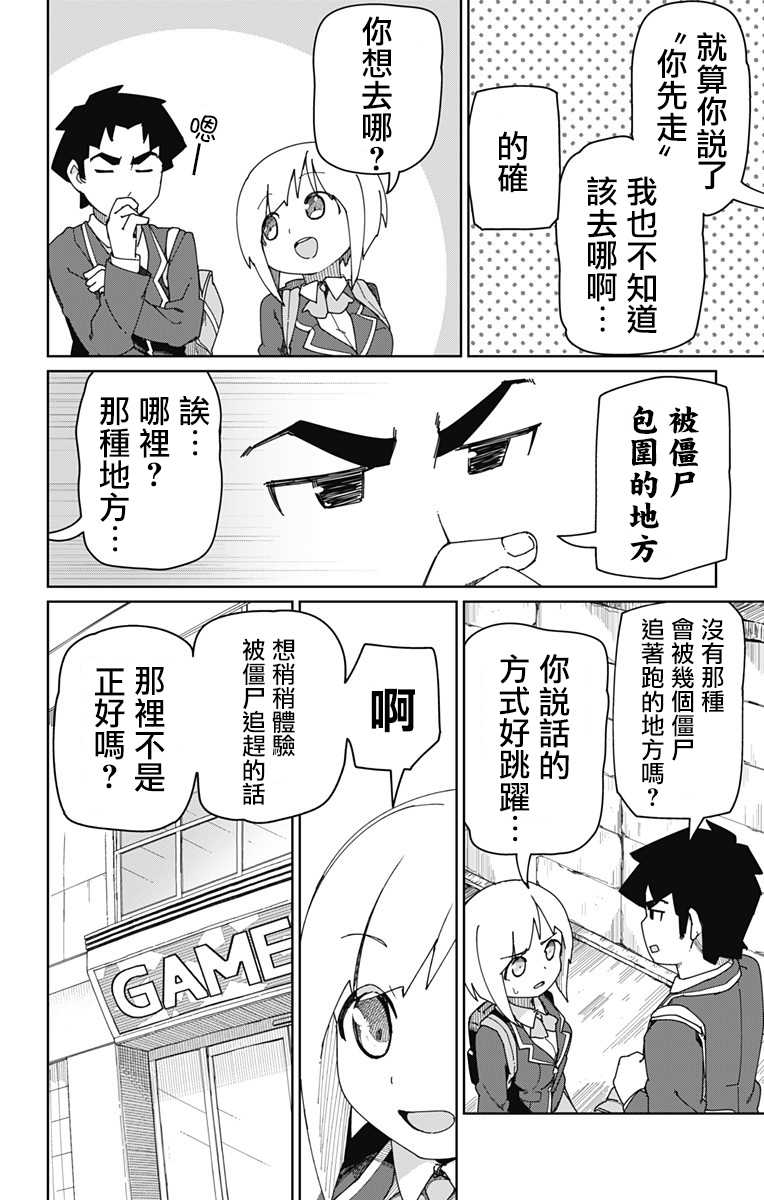 就算你說了
〝你先走〞
我也不知道
該去哪啊…
的確
你想去哪？
嗯ー
被僵尸
包圍的地方
誒…
哪裡？
那種地方…
沒有那種
會被幾個僵尸
追著跑的地方嗎？
你説話的
方式好跳躍…
啊
想稍稍體驗
被僵尸追趕的話
那裡不是
正好嗎？
GAME